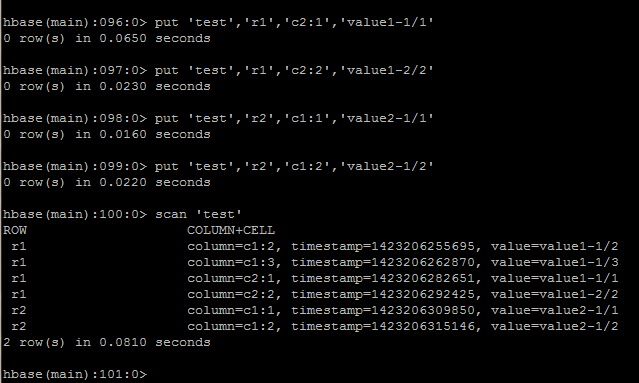 hbase(main):096:0> put 'test','r1','c2:1','value1-1/1'
0 row(s) in 0.0650 seconds
hbase(main):097:0> put 'test','r1','c2:2','value1-2/2'
0 row(s) in 0.0230 seconds
hbase(main):098:0> put 'test','r2','c1:1','value2-1/1'
0 row(s) in 0.0160 seconds
hbase(main):099:0> put 'test','r2','c1:2','value2-1/2'
0 row(s) in 0.0220 seconds
hbase(main):100:0> scan 'test'
ROW COLUMN+CELL
r1 column=c1:2, timestamp=1423206255695, value=value1-1/2
r1 column=c1:3, timestamp=1423206262870, value=value1-1/3
r1 column=c2:1, timestamp=1423206282651, value=value1-1/1
r1 column=c2:2, timestamp=1423206292425, value=value1-2/2
r2 column=c1:1, timestamp=1423206309850, value=value2-1/1
r2 column=c1:2, timestamp=1423206315146, value=value2-1/2
2 row(s) in 0.0810 seconds
hbase(main):101:0>